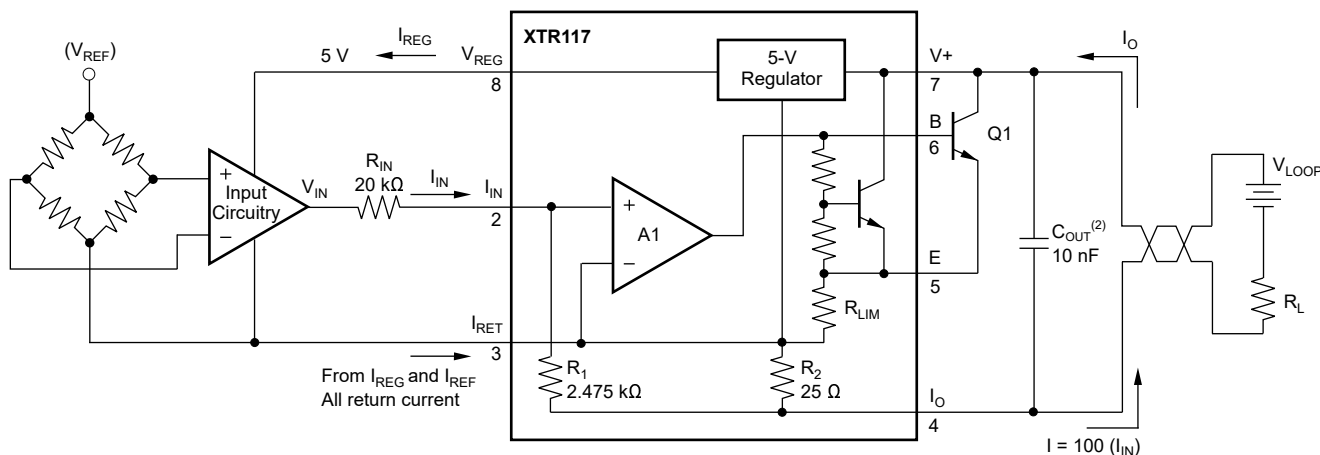 XTR117
(V_REF)
5 V
I_REG
V_REG
8
5-V
Regulator
V+
7
I_O
B
6
Q1
V_LOOP
R_IN
20 kΩ
I_IN
I_IN
2
+
Input
Circuitry
–
V_IN
+
A1
–
C_OUT(2)
10 nF
E
5
R_LIM
R_L
I_RET
3
From I_REG and I_REF
All return current
R_1
2.475 kΩ
R_2
25 Ω
I_O
4
I = 100 (I_IN)